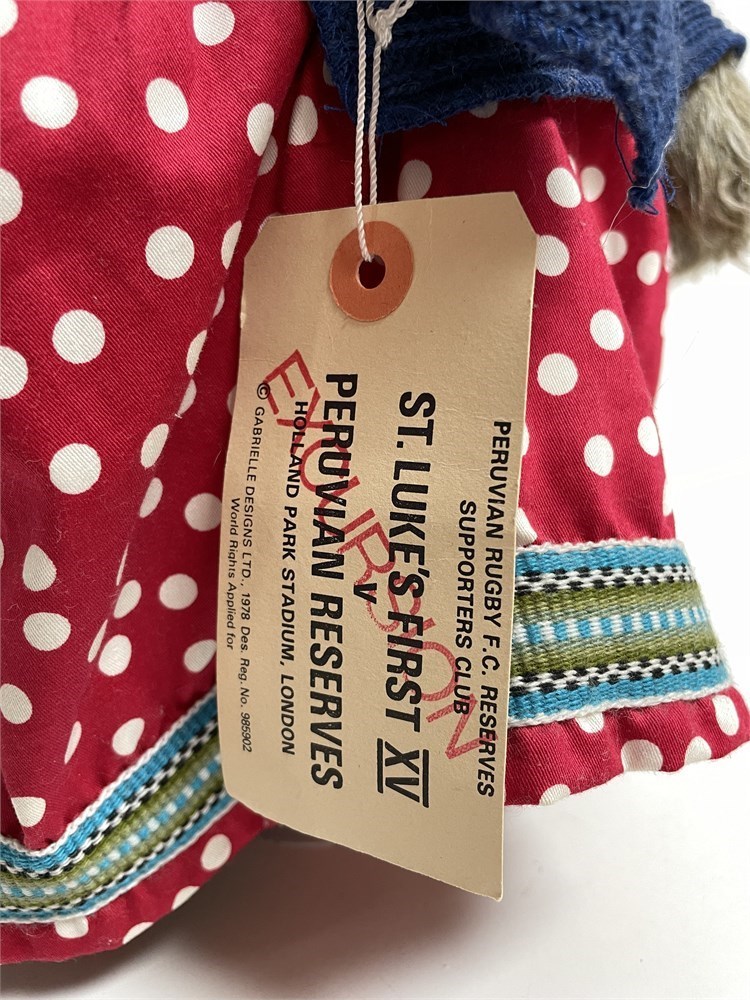 PERUVIAN RUGBY F.C. RESERVES
SUPPORTERS CLUB
ST. LUKE'S FIRST XV
v
PERUVIAN RESERVES
HOLLAND PARK STADIUM, LONDON
EXCURSION
© GABRIELLE DESIGNS LTD., 1978 Des. Reg. No. 985902
World Rights Applied for